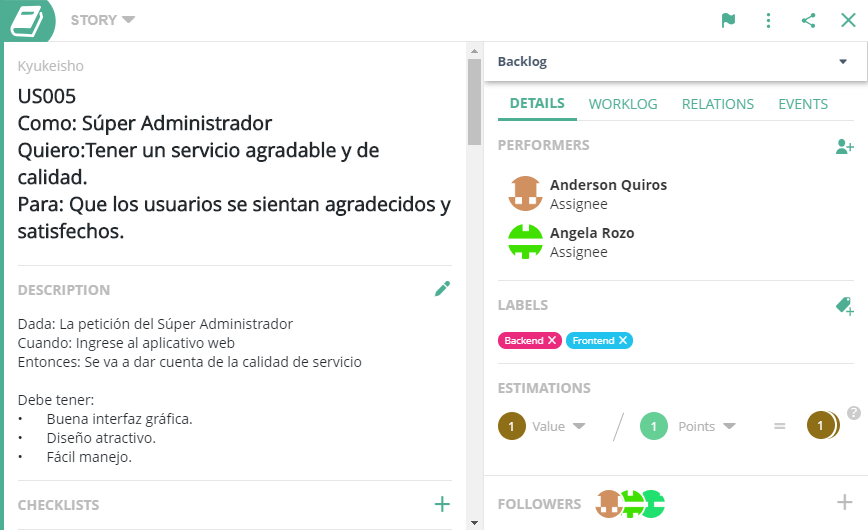 STORY
Kyukeisho
US005
Como: Súper Administrador
Quiero:Tener un servicio agradable y de
calidad.
Para: Que los usuarios se sientan agradecidos y
satisfechos.
DESCRIPTION
Dada: La petición del Súper Administrador
Cuando: Ingrese al aplicativo web
Entonces: Se va a dar cuenta de la calidad de servicio
Debe tener:
• Buena interfaz gráfica.
• Diseño atractivo.
• Fácil manejo.
CHECKLISTS
Backlog
DETAILS WORKLOG RELATIONS EVENTS
PERFORMERS
Anderson Quiros
Assignee
Angela Rozo
Assignee
LABELS
Backend Frontend
ESTIMATIONS
1 Value / 1 Points = 1 ?
FOLLOWERS